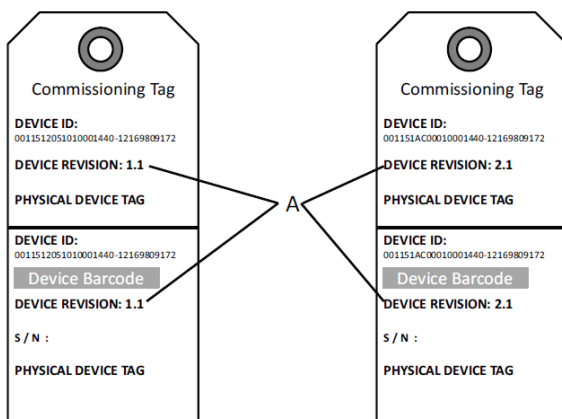 Commissioning Tag
DEVICE ID:
0011512051010001440-12169809172
DEVICE REVISION: 1.1
PHYSICAL DEVICE TAG
DEVICE ID:
0011512051010001440-12169809172
Device Barcode
DEVICE REVISION: 1.1
S / N :
PHYSICAL DEVICE TAG
A
Commissioning Tag
DEVICE ID:
001151AC00010001440-12169809172
DEVICE REVISION: 2.1
PHYSICAL DEVICE TAG
DEVICE ID:
001151AC00010001440-12169809172
Device Barcode
DEVICE REVISION: 2.1
S / N :
PHYSICAL DEVICE TAG